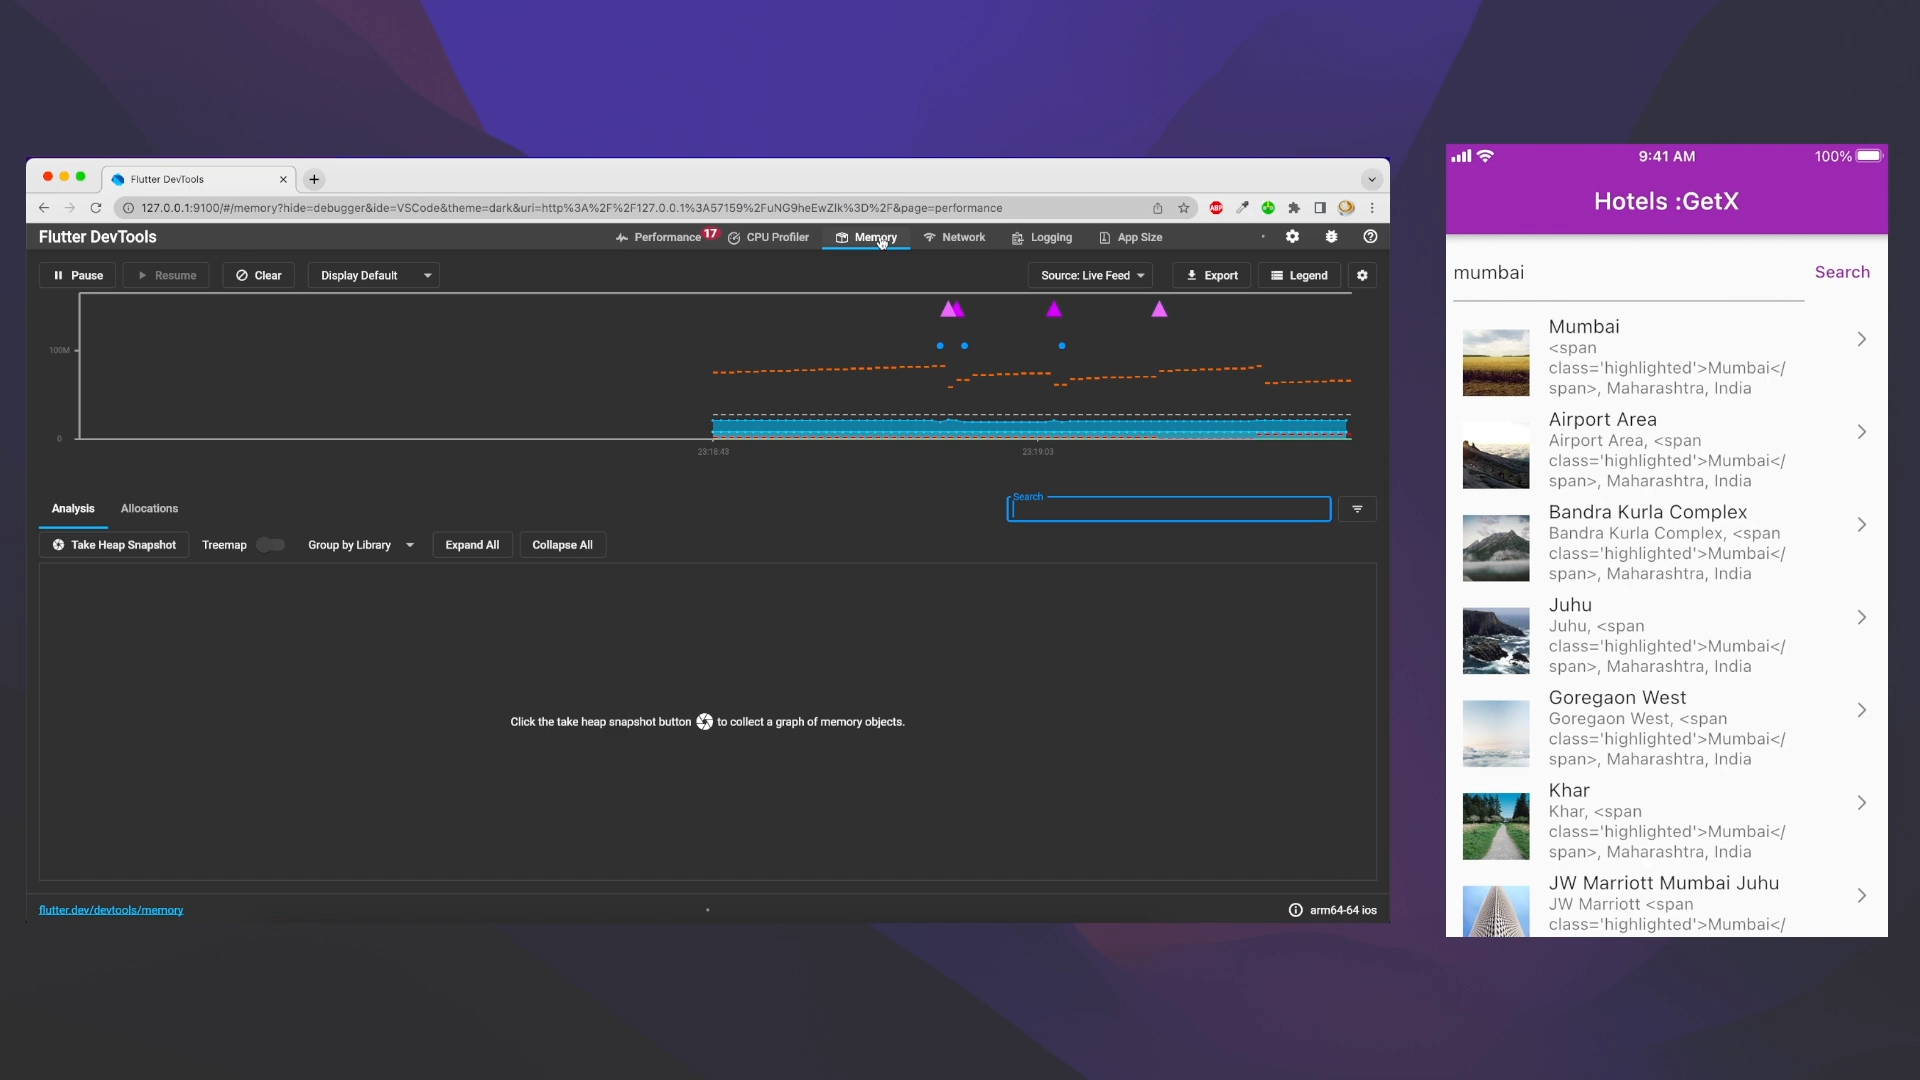 Flutter DevTools
127.0.0.1:9100/#/memory?hide=debugger&ide=VSCode&theme=dark&uri=http%3A%2F%2F127.0.0.1%3A57159%2FuNG9heEwZIk%3D%2F&page=performance
ABP
Flutter DevTools
Performance 17 CPU Profiler Memory Network Logging App Size
Pause Resume Clear Display Default Source: Live Feed Export Legend
100M
0
23:18:43 23:19:03
Analysis Allocations Search
Take Heap Snapshot Treemap Group by Library Expand All Collapse All
Click the take heap snapshot button to collect a graph of memory objects.
flutter.dev/devtools/memory arm64-64 ios
9:41 AM 100%
Hotels :GetX
mumbai Search
Mumbai
<span
class='highlighted'>Mumbai</
span>, Maharashtra, India
Airport Area
Airport Area, <span
class='highlighted'>Mumbai</
span>, Maharashtra, India
Bandra Kurla Complex
Bandra Kurla Complex, <span
class='highlighted'>Mumbai</
span>, Maharashtra, India
Juhu
Juhu, <span
class='highlighted'>Mumbai</
span>, Maharashtra, India
Goregaon West
Goregaon West, <span
class='highlighted'>Mumbai</
span>, Maharashtra, India
Khar
Khar, <span
class='highlighted'>Mumbai</
span>, Maharashtra, India
JW Marriott Mumbai Juhu
JW Marriott <span
class='highlighted'>Mumbai</